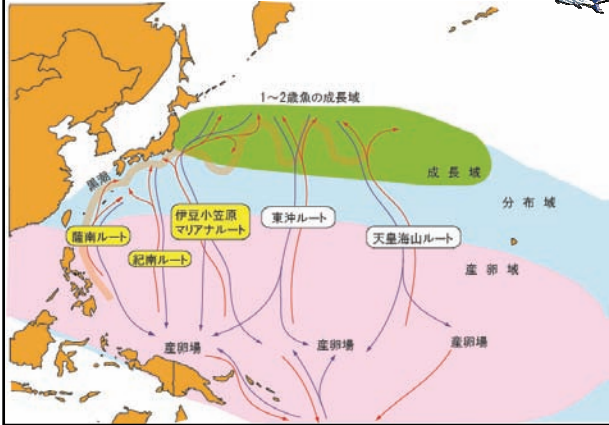 1～2歳魚の成長域
成長域
黒潮
分布域
伊豆小笠原
マリアナルート
東沖ルート
薩南ルート
天皇海山ルート
紀南ルート
産卵域
産卵場
産卵場
産卵場